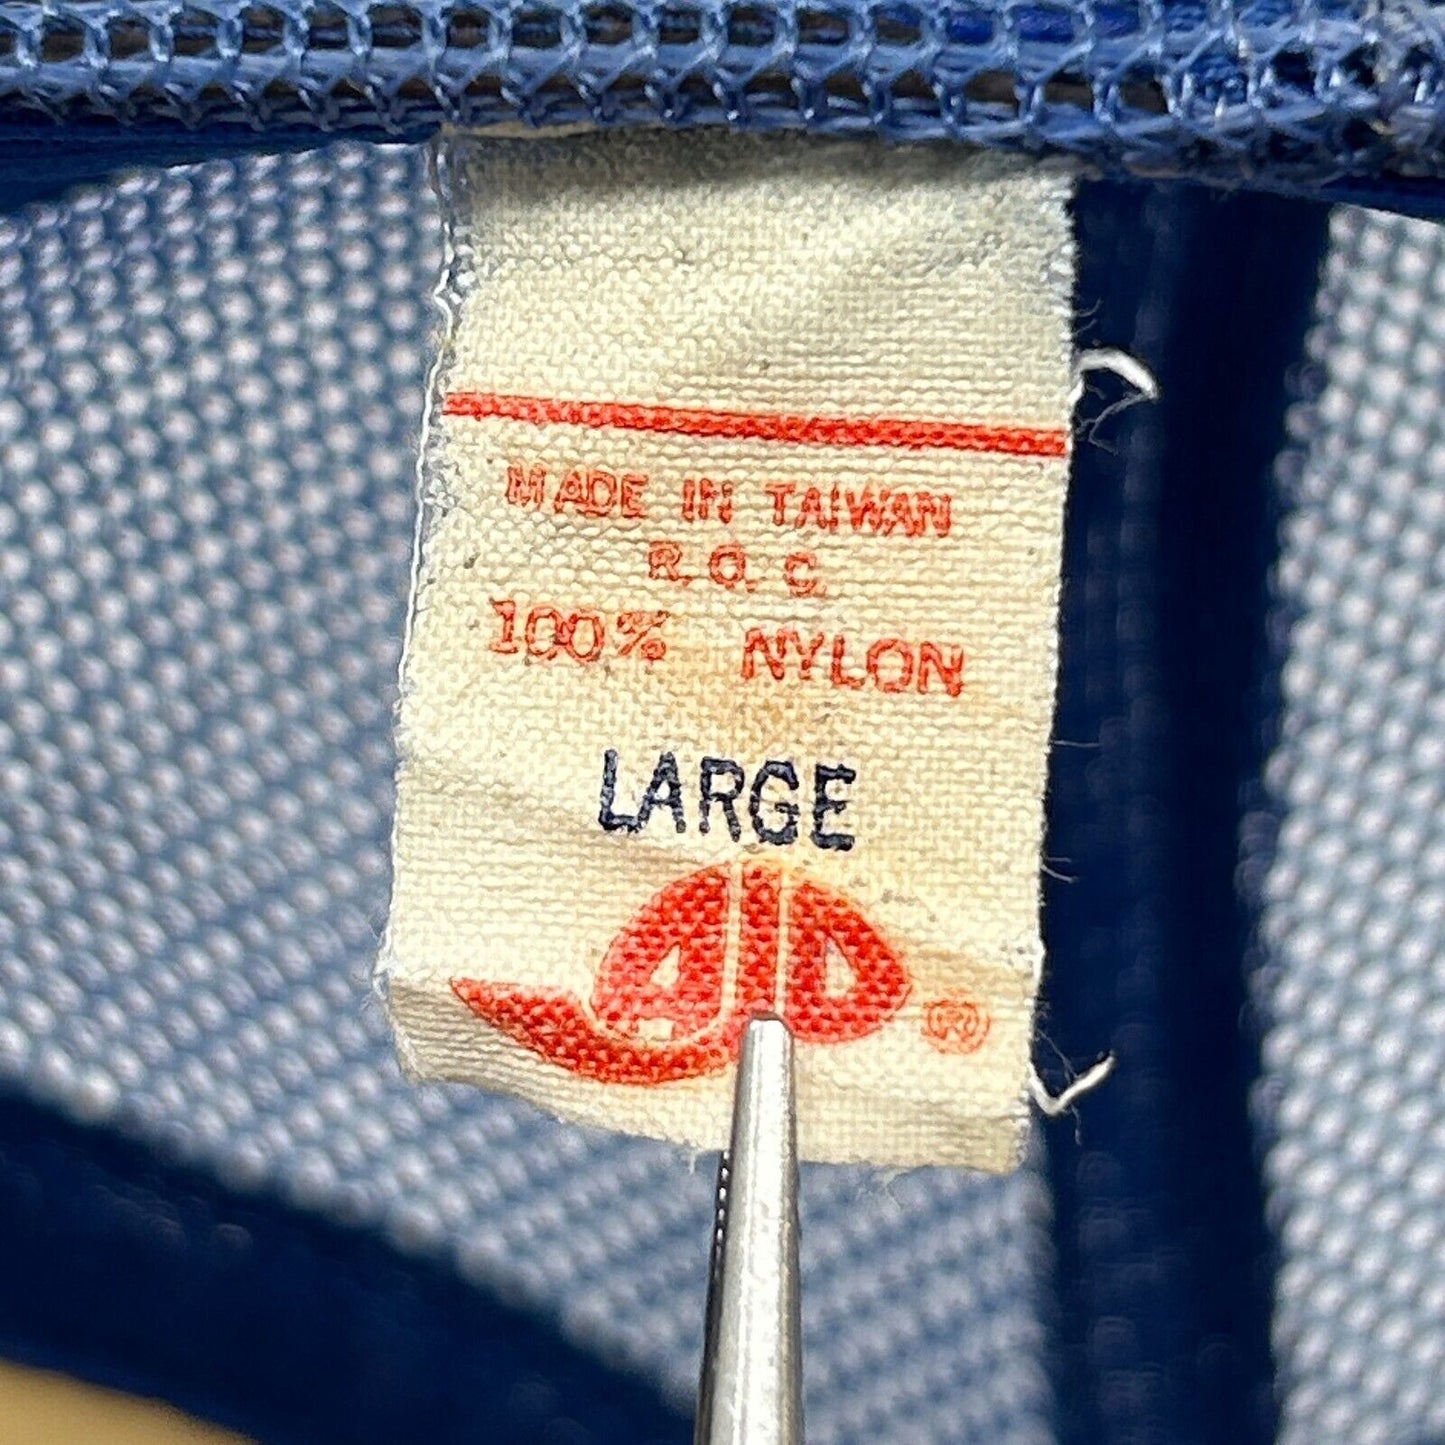 MADE IN TAIWAN
R.O.C.
100% NYLON
LARGE
®